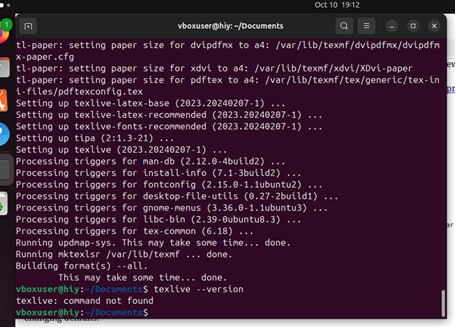 Oct 10 19:12
vboxuser@hiy: ~/Documents
tl-paper: setting paper size for dvipdfmx to a4: /var/lib/texmf/dvipdfmx/dvipdfm
x-paper.cfg
tl-paper: setting paper size for xdvi to a4: /var/lib/texmf/xdvi/XDvi-paper
tl-paper: setting paper size for pdftex to a4: /var/lib/texmf/tex/generic/tex-in
i-files/pdftexconfig.tex
Setting up texlive-latex-base (2023.20240207-1) ...
Setting up texlive-latex-recommended (2023.20240207-1) ...
Setting up texlive-fonts-recommended (2023.20240207-1) ...
Setting up tipa (2:1.3-21) ...
Setting up texlive (2023.20240207-1) ...
Processing triggers for man-db (2.12.0-4build2) ...
Processing triggers for install-info (7.1-3build2) ...
Processing triggers for fontconfig (2.15.0-1.1ubuntu2) ...
Processing triggers for desktop-file-utils (0.27-2build1) ...
Processing triggers for gnome-menus (3.36.0-1.1ubuntu3) ...
Processing triggers for libc-bin (2.39-0ubuntu8.3) ...
Processing triggers for tex-common (6.18) ...
Running updmap-sys. This may take some time... done.
Running mktexlsr /var/lib/texmf ... done.
Building format(s) --all.
This may take some time... done.
vboxuser@hiy:~/Documents$ texlive --version
texlive: command not found
vboxuser@hiy:~/Documents$